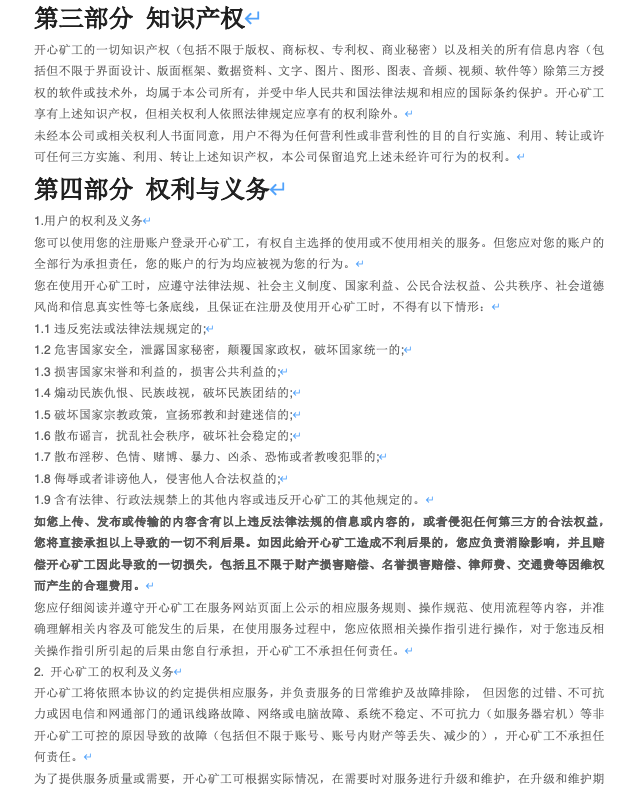 第三部分 知识产权
开心矿工的一切知识产权（包括不限于版权、商标权、专利权、商业秘密）以及相关的所有信息内容（包
括但不限于界面设计、版面框架、数据资料、文字、图片、图形、图表、音频、视频、软件等）除第三方授
权的软件或技术外，均属于本公司所有，并受中华人民共和国法律法规和相应的国际条约保护。开心矿工
享有上述知识产权，但相关权利人依照法律规定应享有的权利除外。
未经本公司或相关权利人书面同意，用户不得为任何营利性或非营利性的目的自行实施、利用、转让或许
可任何三方实施、利用、转让上述知识产权，本公司保留追究上述未经许可行为的权利。
第四部分 权利与义务
1.用户的权利及义务
您可以使用您的注册账户登录开心矿工，有权自主选择的使用或不使用相关的服务。但您应对您的账户的
全部行为承担责任，您的账户的行为均应被视为您的行为。
您在使用开心矿工时，应遵守法律法规、社会主义制度、国家利益、公民合法权益、公共秩序、社会道德
风尚和信息真实性等七条底线，且保证在注册及使用开心矿工时，不得有以下情形：
1.1 违反宪法或法律法规规定的;
1.2 危害国家安全，泄露国家秘密，颠覆国家政权，破坏国家统一的;
1.3 损害国家宋誉和利益的，损害公共利益的;
1.4 煽动民族仇恨、民族歧视，破坏民族团结的;
1.5 破坏国家宗教政策，宣扬邪教和封建迷信的;
1.6 散布谣言，扰乱社会秩序，破坏社会稳定的;
1.7 散布淫秽、色情、赌博、暴力、凶杀、恐怖或者教唆犯罪的;
1.8 侮辱或者诽谤他人，侵害他人合法权益的;
1.9 含有法律、行政法规禁上的其他内容或违反开心矿工的其他规定的。
如您上传、发布或传输的内容含有以上违反法律法规的信息或内容的，或者侵犯任何第三方的合法权益，
您将直接承担以上导致的一切不利后果。如因此给开心矿工造成不利后果的，您应负责消除影响，并且赔
偿开心矿工因此导致的一切损失，包括且不限于财产损害赔偿、名誉损害赔偿、律师费、交通费等因维权
而产生的合理费用。
您应仔细阅读并遵守开心矿工在服务网站页面上公示的相应服务规则、操作规范、使用流程等内容，并准
确理解相关内容及可能发生的后果，在使用服务过程中，您应依照相关操作指引进行操作，对于您违反相
关操作指引所引起的后果由您自行承担，开心矿工不承担任何责任。
2. 开心矿工的权利及义务
开心矿工将依照本协议的约定提供相应服务，并负责服务的日常维护及故障排除， 但因您的过错、不可抗
力或因电信和网通部门的通讯线路故障、网络或电脑故障、系统不稳定、不可抗力（如服务器宕机）等非
开心矿工可控的原因导致的故障（包括但不限于账号、账号内财产等丢失、减少的），开心矿工不承担任
何责任。
为了提供服务质量或需要，开心矿工可根据实际情况，在需要时对服务进行升级和维护，在升级和维护期